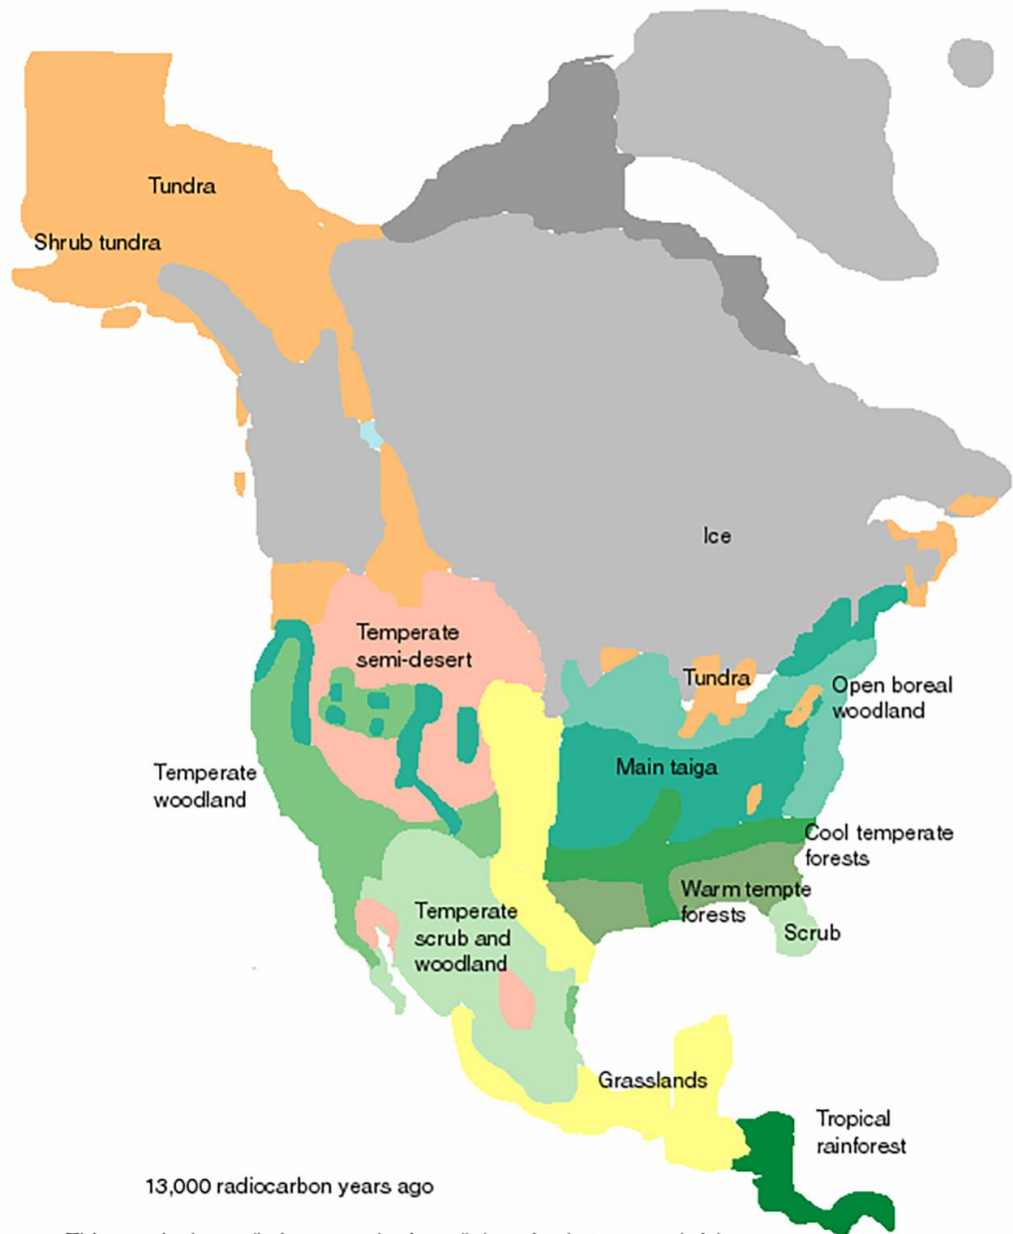 Tundra
Shrub tundra
Ice
Temperate
semi-desert
Tundra
Open boreal
woodland
Main taiga
Temperate
woodland
Cool temperate
forests
Warm tempte
forests
Scrub
Temperate
scrub and
woodland
Grasslands
Tropical
rainforest
13,000 radiocarbon years ago